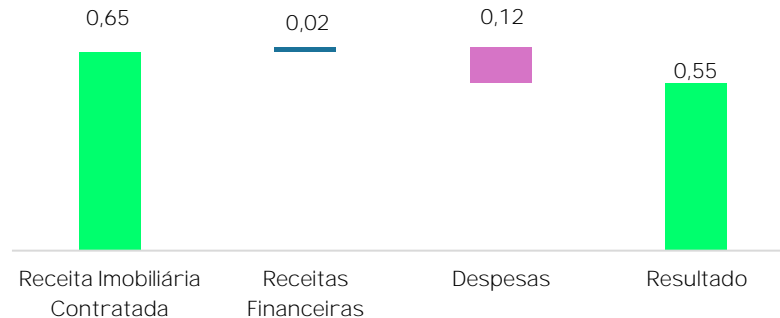 0,65
0,02
0,12
0,55
Receita Imobiliária
Contratada
Receitas
Financeiras
Despesas
Resultado